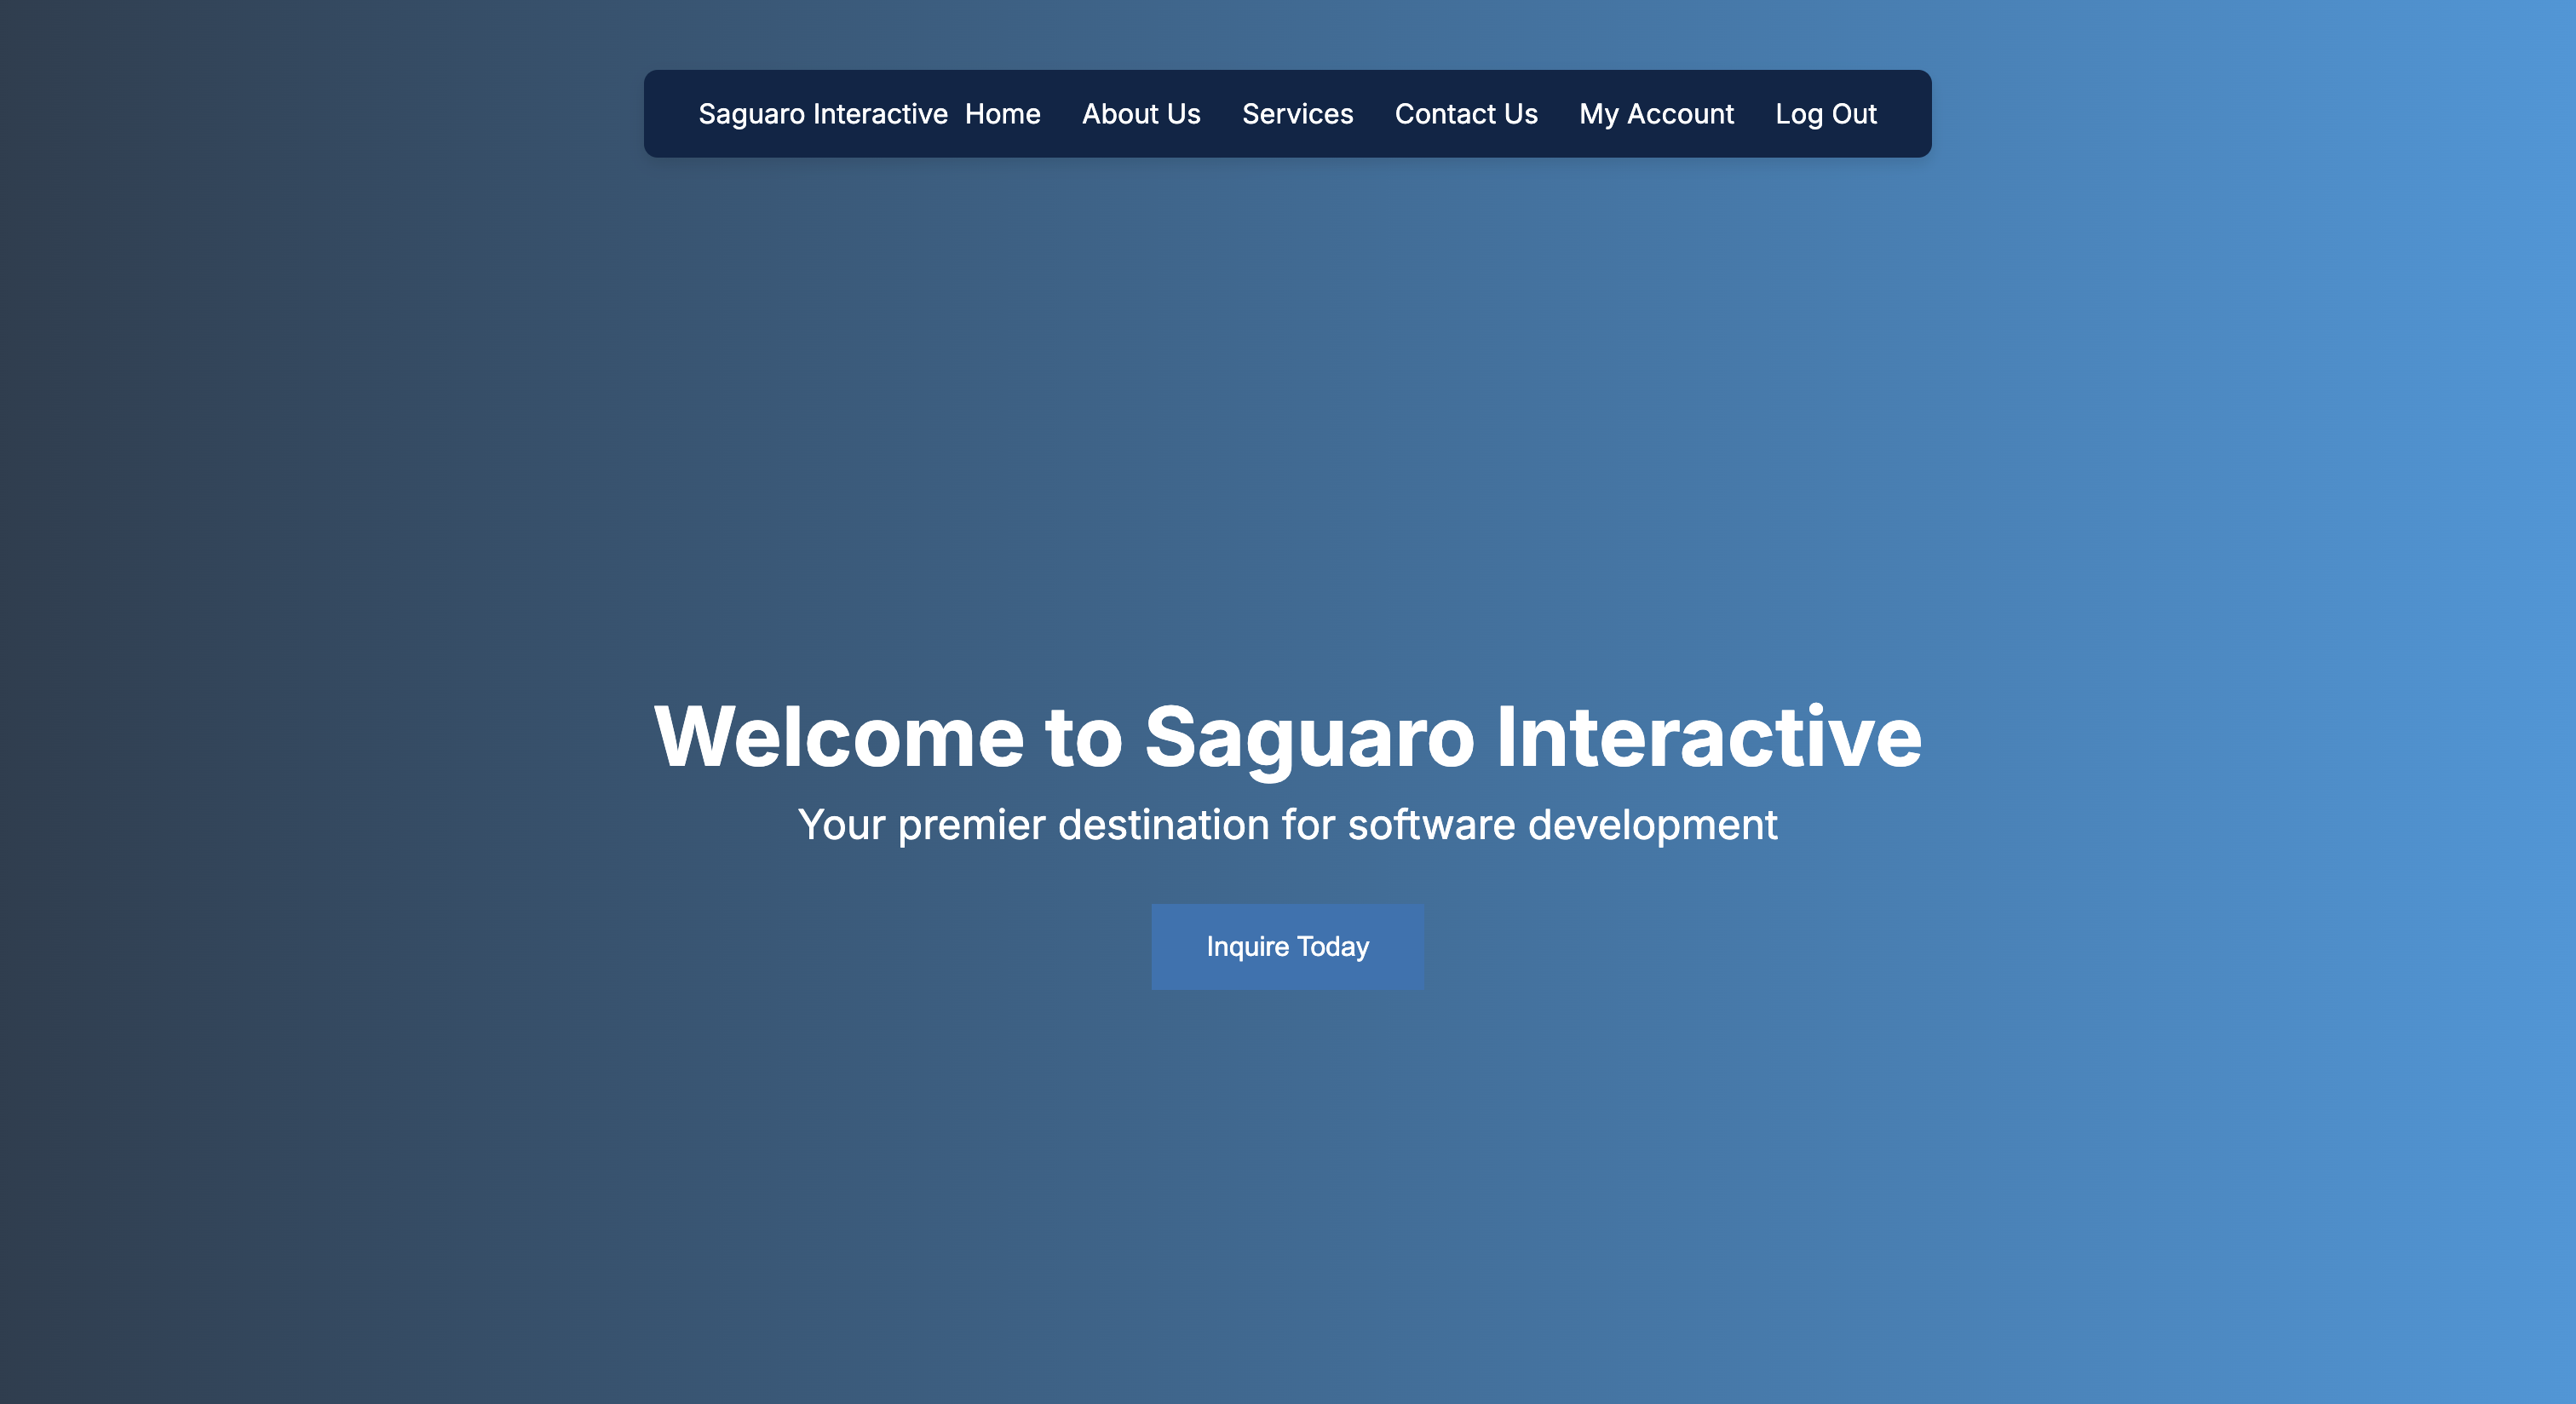 Saguaro Interactive Home About Us Services Contact Us My Account Log Out
Welcome to Saguaro Interactive
Your premier destination for software development
Inquire Today